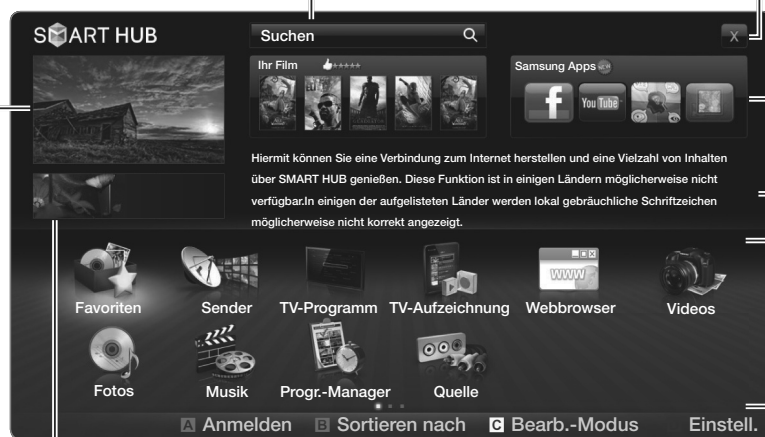 SMART HUB
Suchen
X
Ihr Film
Samsung Apps NEW
f You Tube
Hiermit können Sie eine Verbindung zum Internet herstellen und eine Vielzahl von Inhalten
über SMART HUB genießen. Diese Funktion ist in einigen Ländern möglicherweise nicht
verfügbar.In einigen der aufgelisteten Länder werden lokal gebräuchliche Schriftzeichen
möglicherweise nicht korrekt angezeigt.
www
Favoriten Sender TV-Programm TV-Aufzeichnung Webbrowser Videos
Fotos Musik Progr.-Manager Quelle
A Anmelden B Sortieren nach C Bearb.-Modus Einstell.